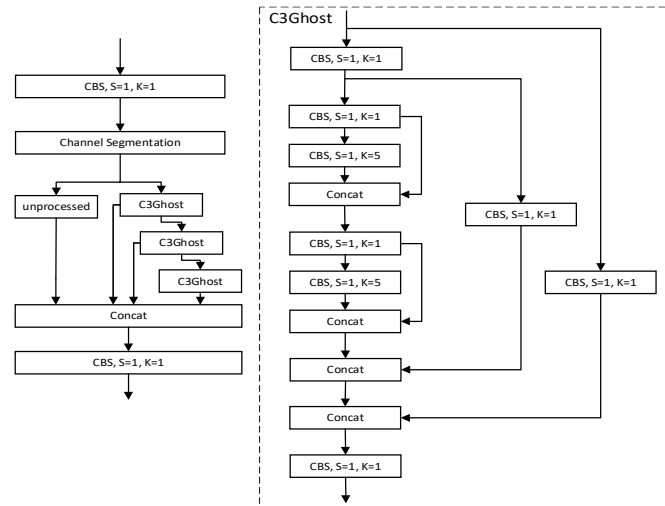 CBS, S=1, K=1
Channel Segmentation
unprocessed
C3Ghost
C3Ghost
C3Ghost
Concat
CBS, S=1, K=1
C3Ghost
CBS, S=1, K=1
CBS, S=1, K=1
CBS, S=1, K=5
Concat
CBS, S=1, K=1
CBS, S=1, K=1
CBS, S=1, K=5
CBS, S=1, K=1
Concat
Concat
Concat
CBS, S=1, K=1